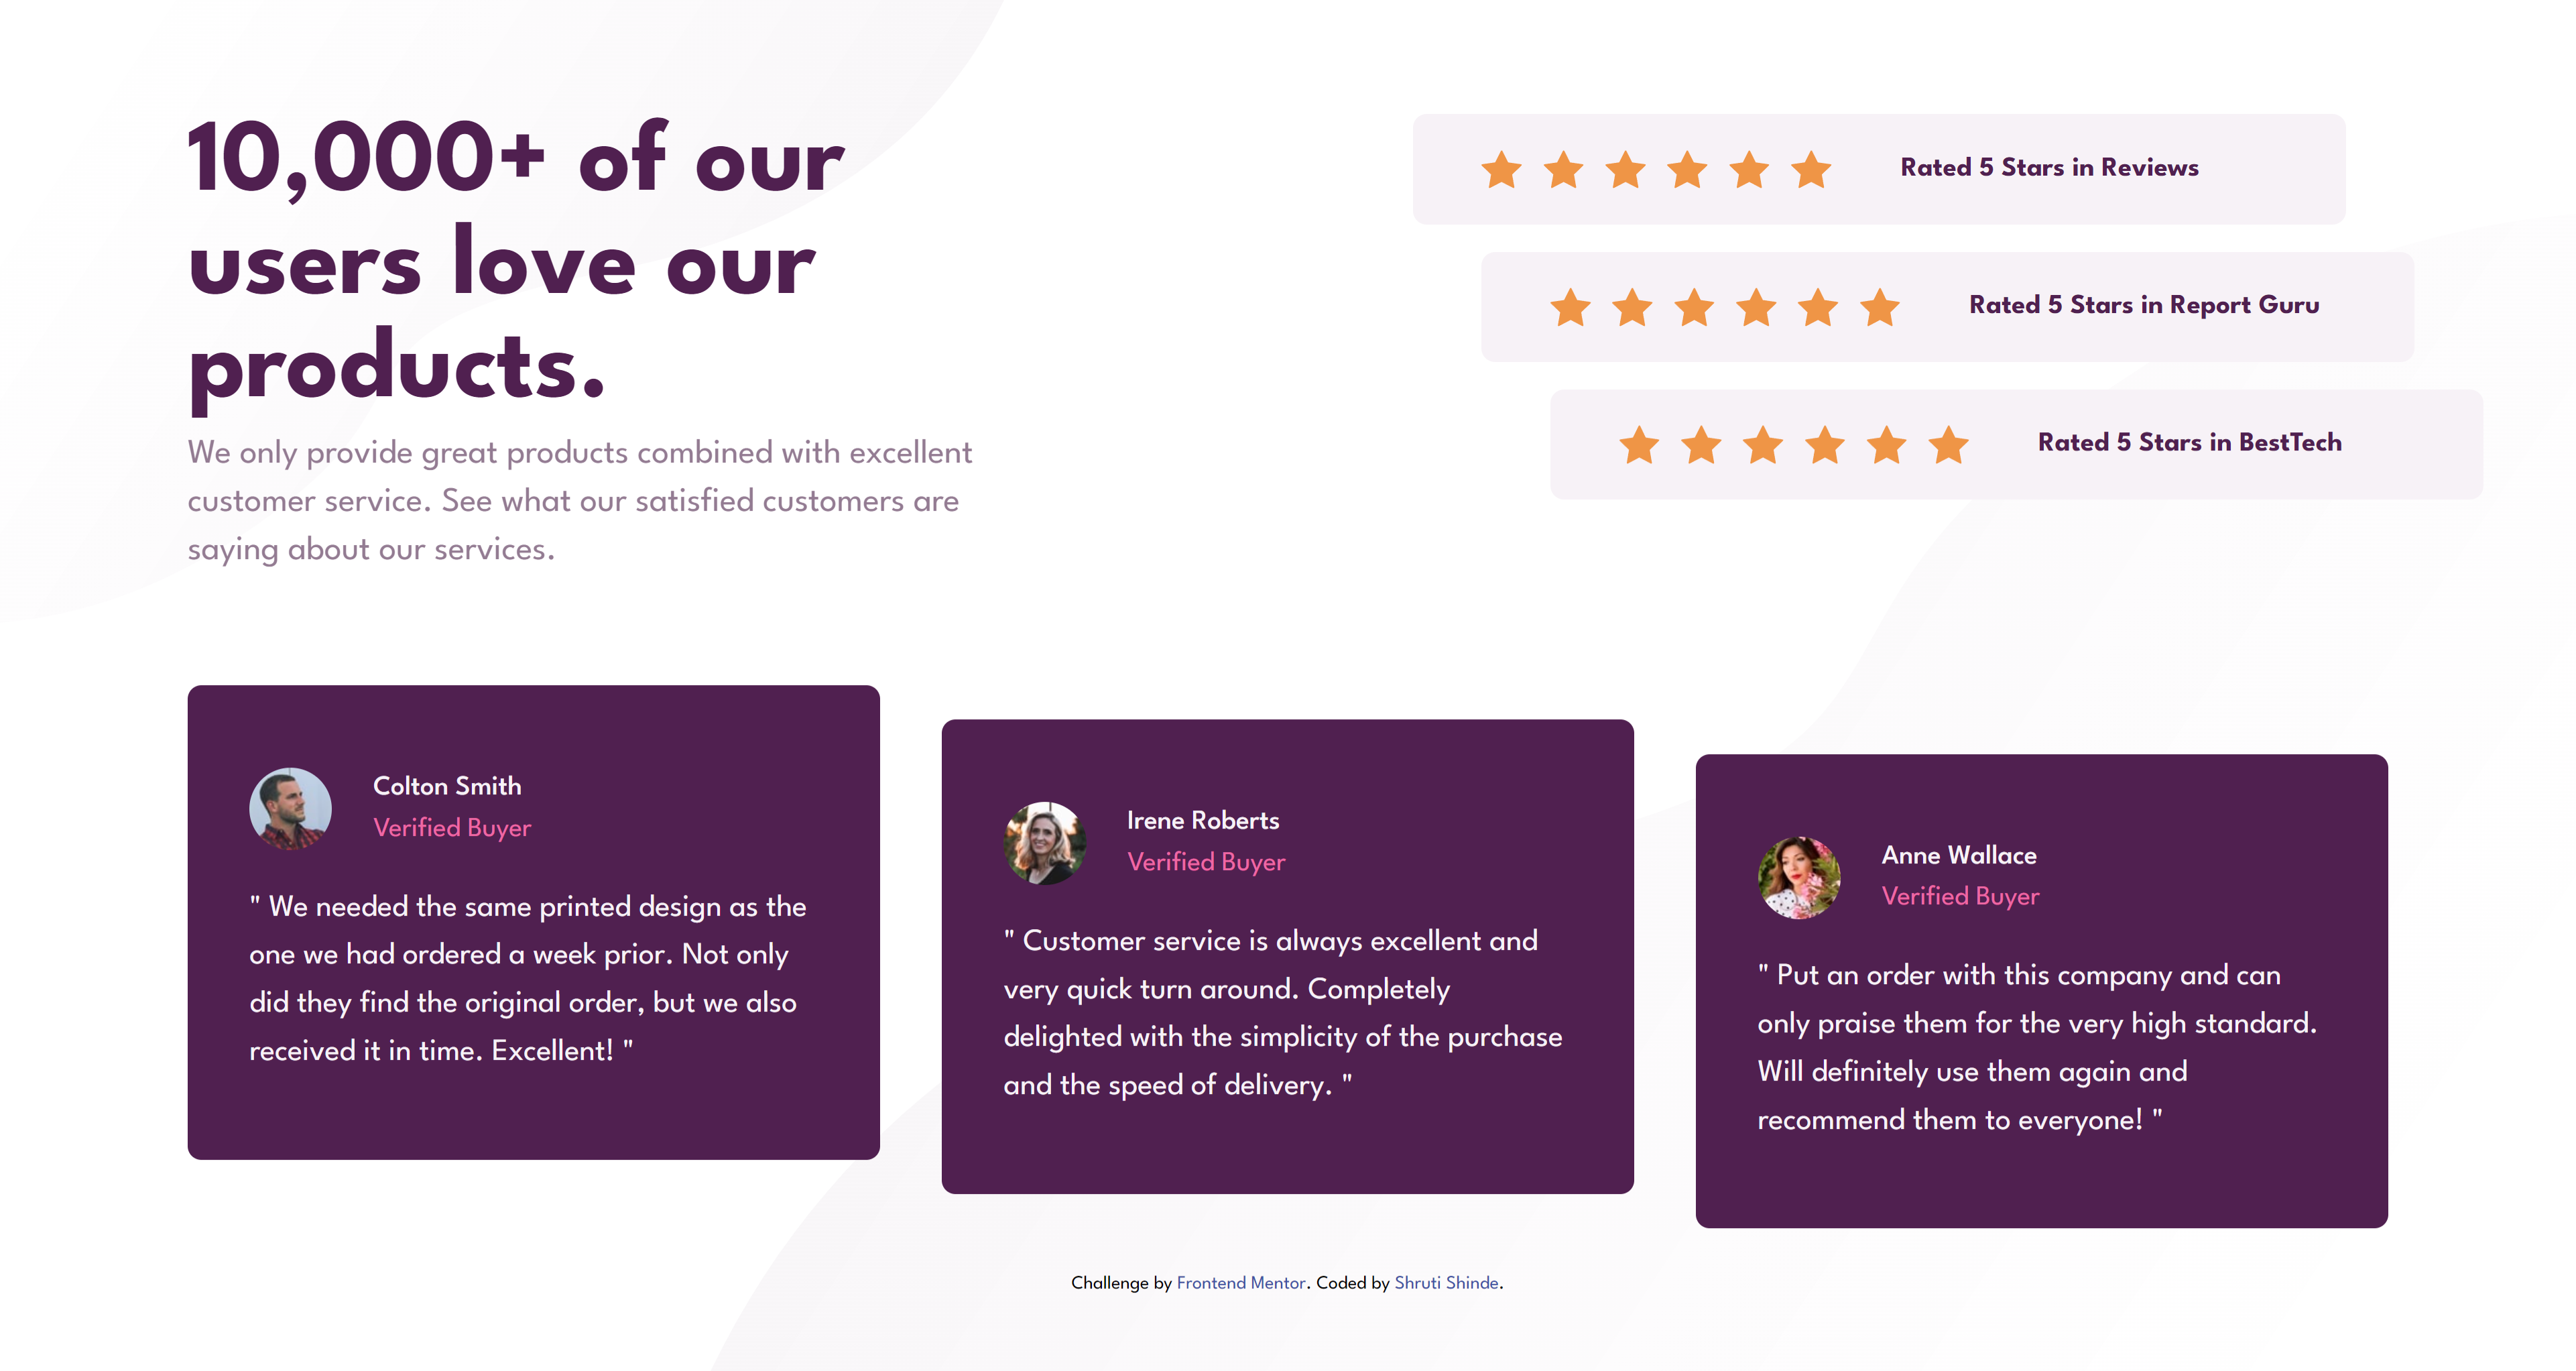 10,000+ of our
users love our
products.
We only provide great products combined with excellent
customer service. See what our satisfied customers are
saying about our services.
Rated 5 Stars in Reviews
Rated 5 Stars in Report Guru
Rated 5 Stars in BestTech
Colton Smith
Verified Buyer
" We needed the same printed design as the
one we had ordered a week prior. Not only
did they find the original order, but we also
received it in time. Excellent! "
Irene Roberts
Verified Buyer
" Customer service is always excellent and
very quick turn around. Completely
delighted with the simplicity of the purchase
and the speed of delivery. "
Anne Wallace
Verified Buyer
" Put an order with this company and can
only praise them for the very high standard.
Will definitely use them again and
recommend them to everyone! "
Challenge by Frontend Mentor. Coded by Shruti Shinde.